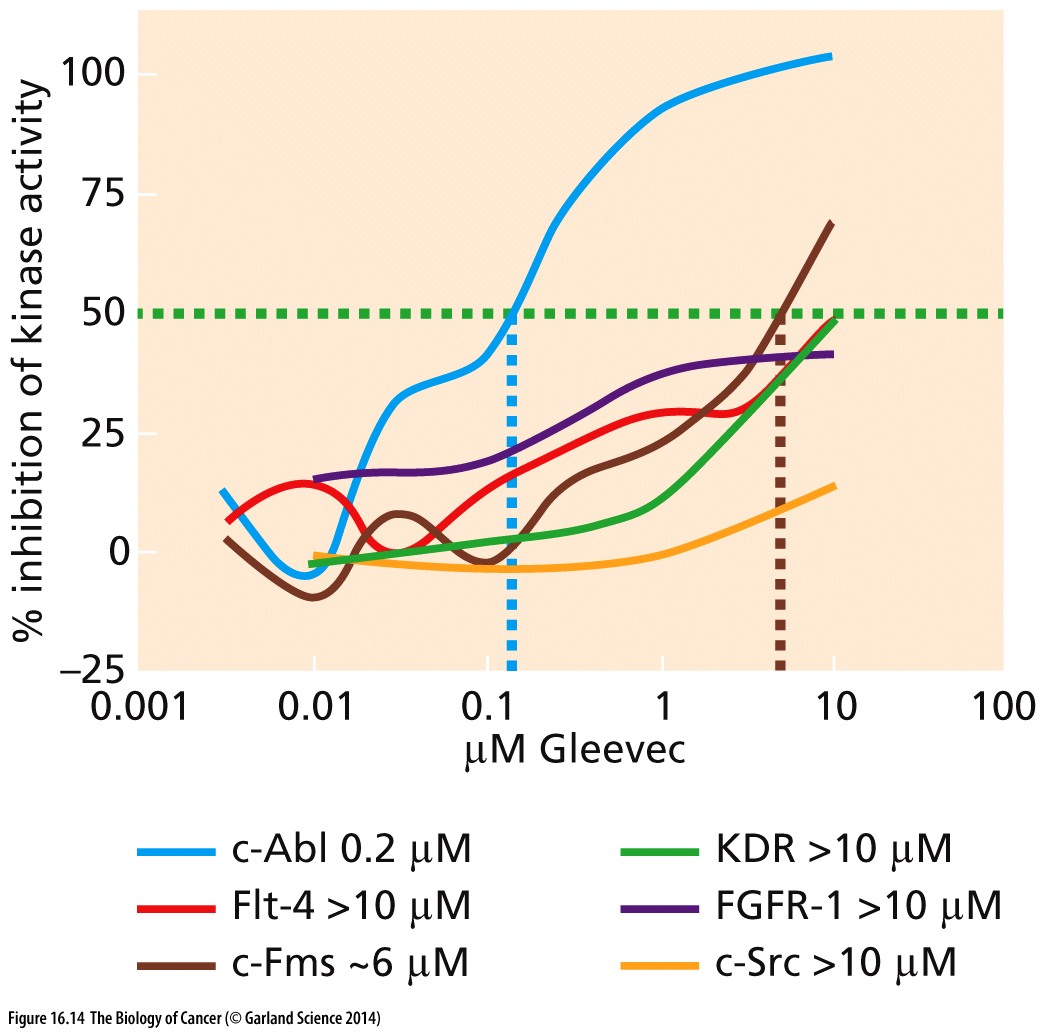 % inhibition of kinase activity
100
75
50
25
0
–25
0.001 0.01 0.1 1 10 100
μM Gleevec
c-Abl 0.2 μM KDR >10 μM
Flt-4 >10 μM FGFR-1 >10 μM
c-Fms ~6 μM c-Src >10 μM
Figure 16.14 The Biology of Cancer (© Garland Science 2014)